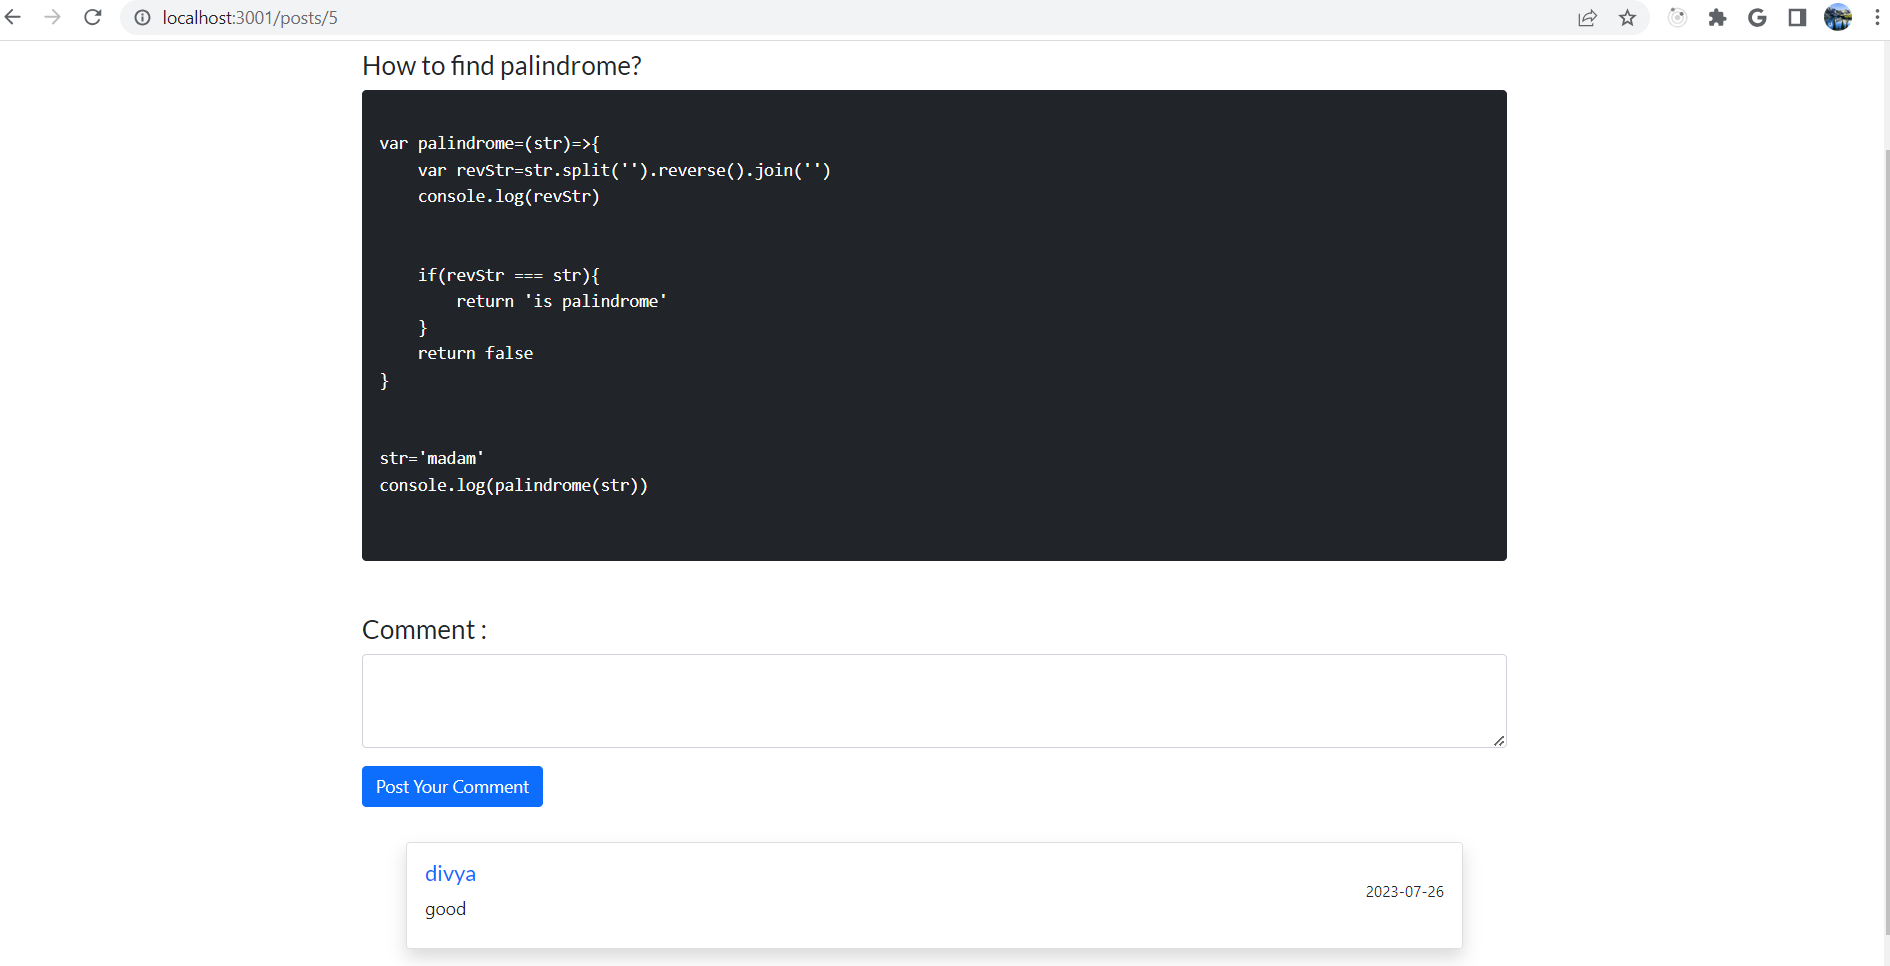 localhost:3001/posts/5
How to find palindrome?
var palindrome=(str)=>{
    var revStr=str.split('').reverse().join('')
    console.log(revStr)
    if(revStr === str){
        return 'is palindrome'
    }
    return false
}
str='madam'
console.log(palindrome(str))
Comment :
Post Your Comment
divya
2023-07-26
good